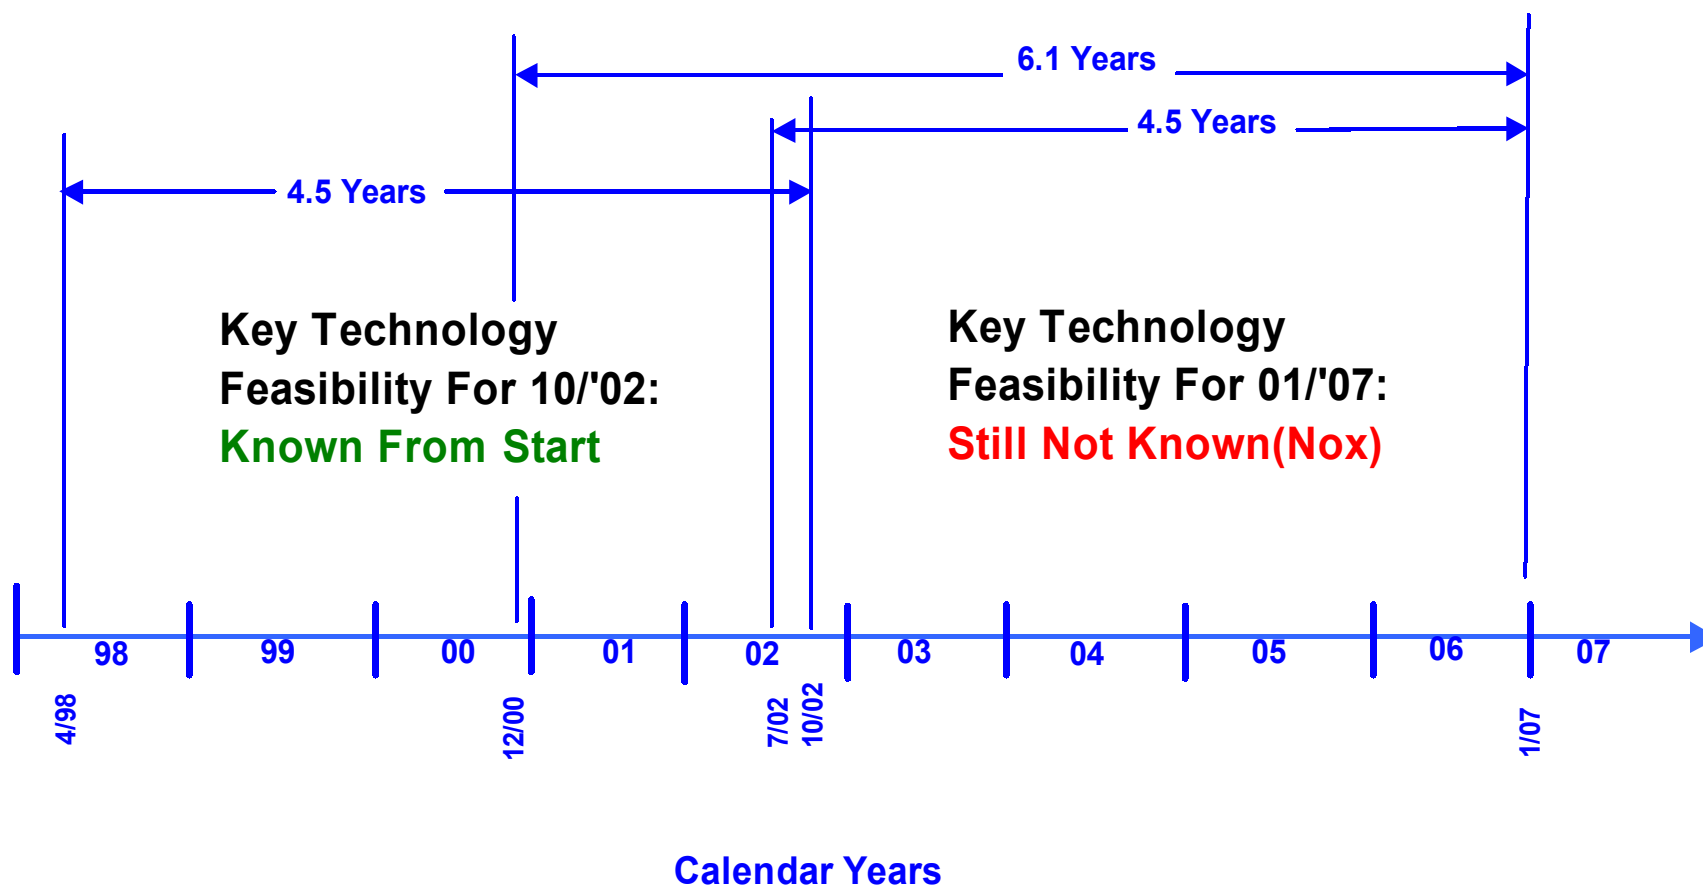 6.1 Years
4.5 Years
4.5 Years
Key Technology
Feasibility For 10/'02:
Known From Start
Key Technology
Feasibility For 01/'07:
Still Not Known(Nox)
98 99 00 01 02 03 04 05 06 07
4/98 12/00 7/02 10/02 1/07
Calendar Years